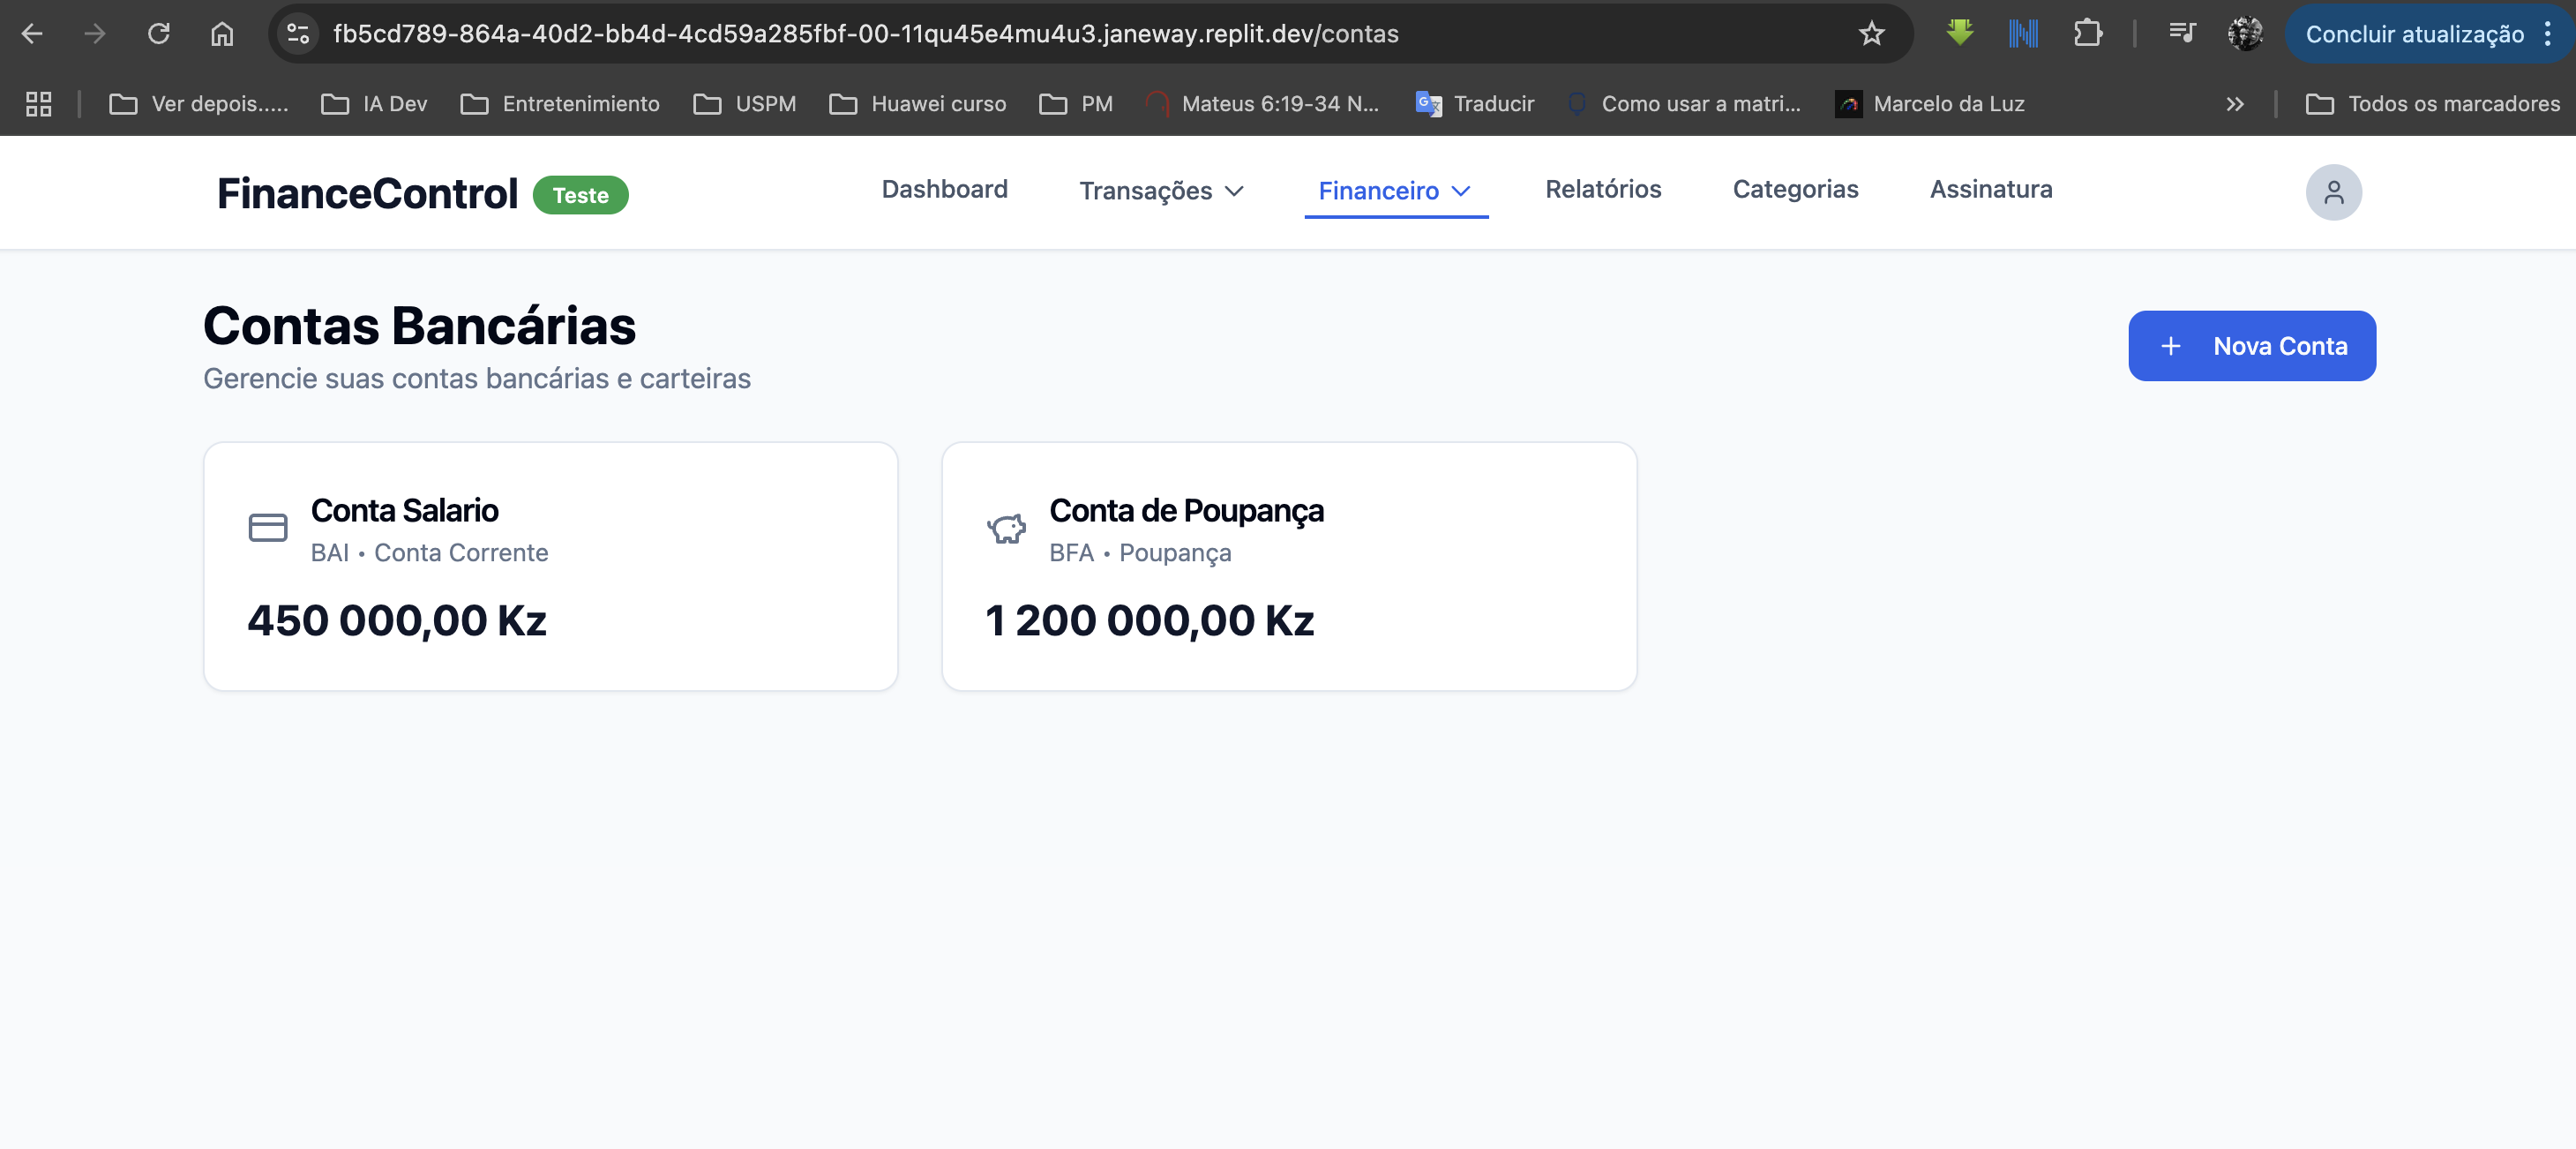 fb5cd789-864a-40d2-bb4d-4cd59a285fbf-00-11qu45e4mu4u3.janeway.replit.dev/contas
Concluir atualização
Ver depois..... IA Dev Entretenimiento USPM Huawei curso PM Mateus 6:19-34 N... Traducir Como usar a matri... Marcelo da Luz Todos os marcadores
FinanceControl Teste Dashboard Transações Financeiro Relatórios Categorias Assinatura
Contas Bancárias
Gerencie suas contas bancárias e carteiras
+ Nova Conta
Conta Salario
BAI • Conta Corrente
450 000,00 Kz
Conta de Poupança
BFA • Poupança
1 200 000,00 Kz